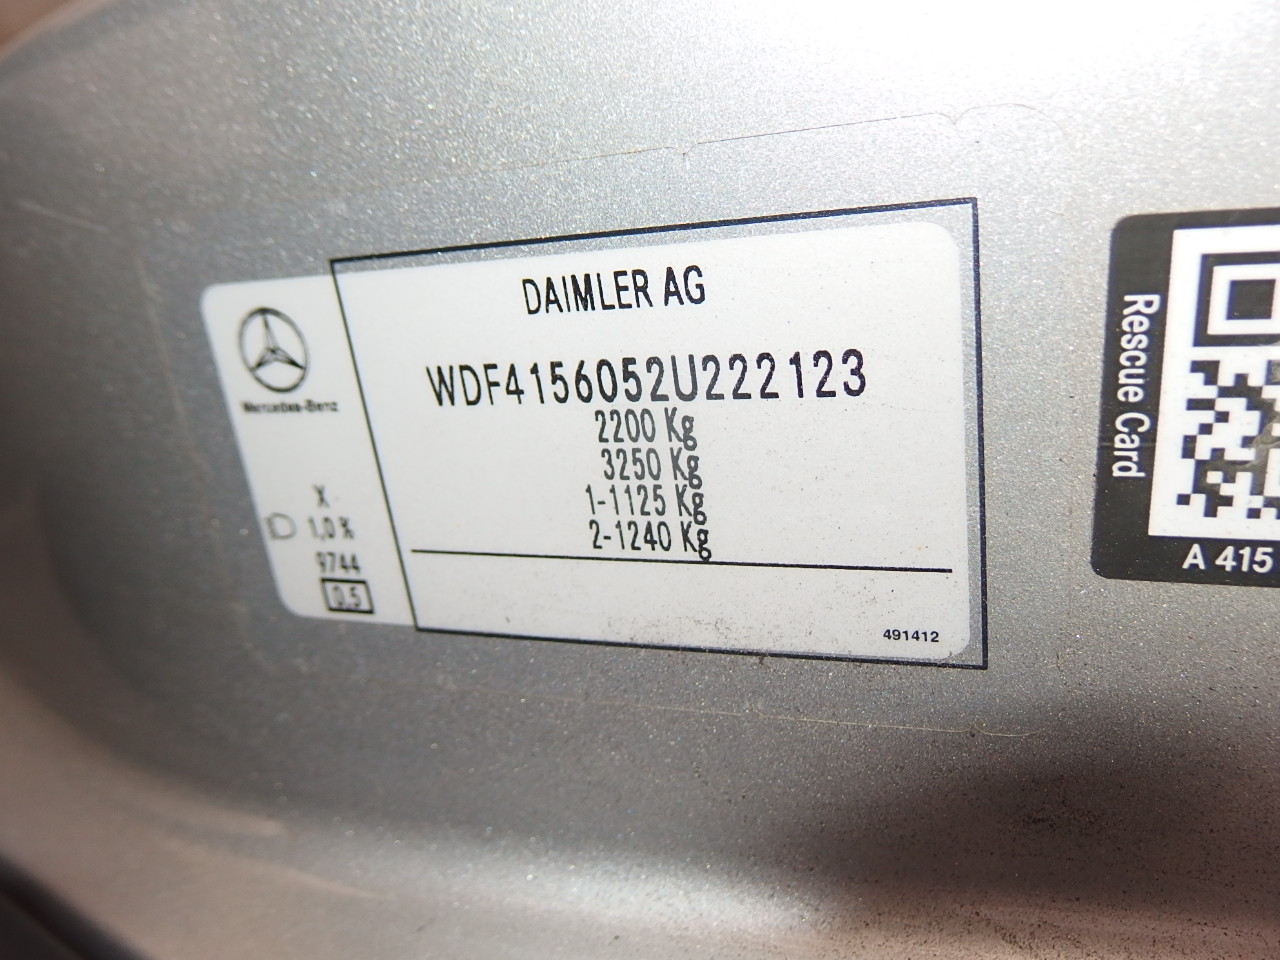 DAIMLER AG
WDF4156052U222123
2200 Kg
3250 Kg
1-1125 Kg
2-1240 Kg
491412
Mercedes-Benz
X
1,0 %
9744
0.5
Rescue Card
A 415